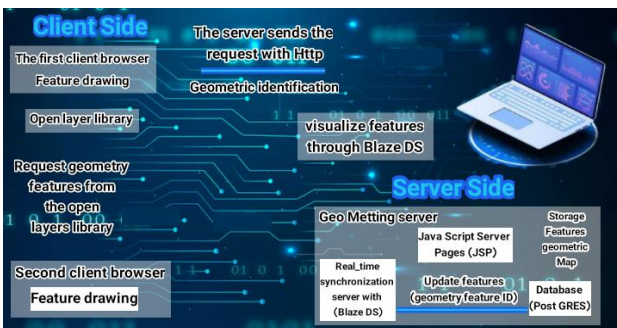 Client Side
The first client browser
Feature drawing
Open layer library
Request geometry
features from
the open
layers library
Second client browser
Feature drawing
The server sends the
request with Http
Geometric identification
visualize features
through Blaze DS
Server Side
Geo Metting server
Java Script Server
Pages (JSP)
Storage
Features
geometric
Map
Real_time
synchronization
server with
(Blaze DS)
Update features
(geometry feature ID)
Database
(Post GRES)